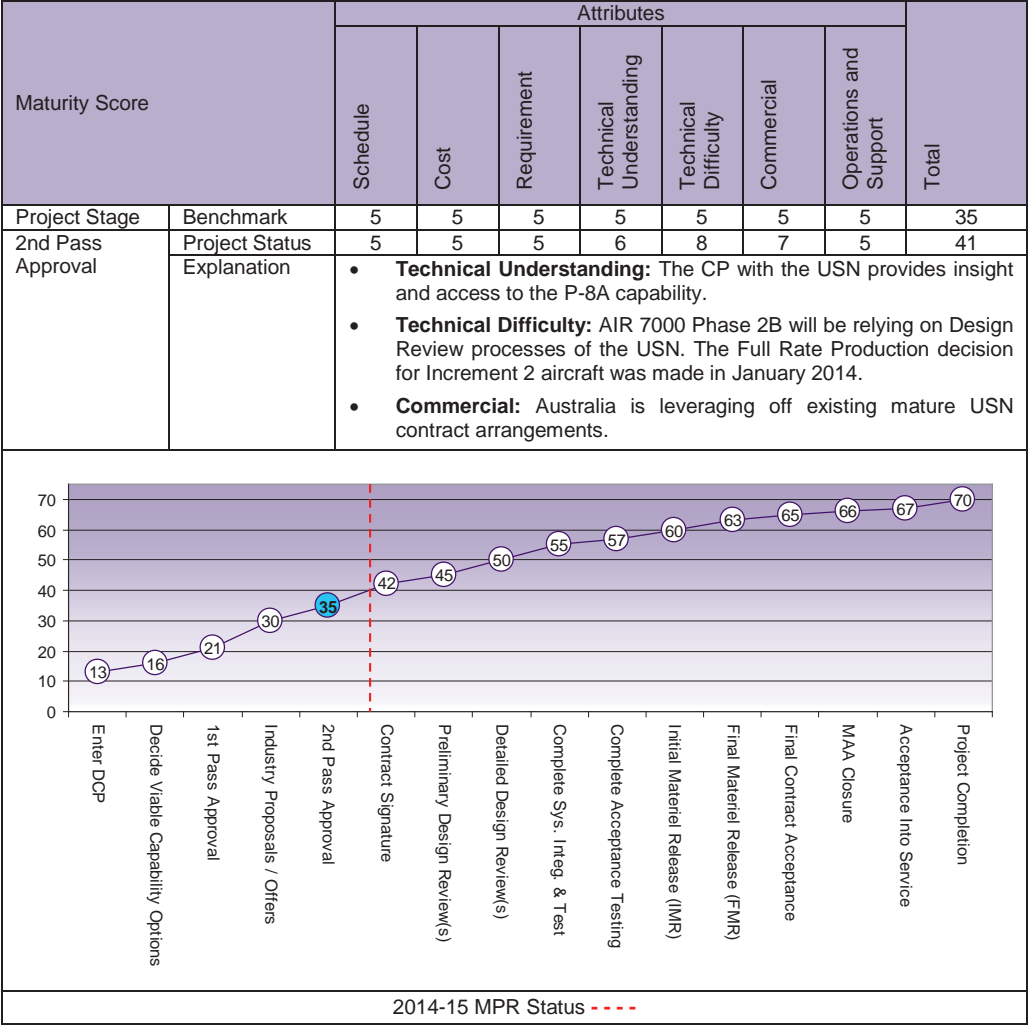 Maturity Score
Attributes
Schedule
Cost
Requirement
Technical
Understanding
Technical
Difficulty
Commercial
Operations and
Support
Total
Project Stage Benchmark 5 5 5 5 5 5 5 35
2nd Pass Project Status 5 5 5 6 8 7 5 41
Approval Explanation
• Technical Understanding: The CP with the USN provides insight
and access to the P-8A capability.
• Technical Difficulty: AIR 7000 Phase 2B will be relying on Design
Review processes of the USN. The Full Rate Production decision
for Increment 2 aircraft was made in January 2014.
• Commercial: Australia is leveraging off existing mature USN
contract arrangements.
70
60
50
40
30
20
10
0
13
16
21
30
35
42
45
50
55
57
60
63
65
66
67
70
Enter DCP
Decide Viable Capability Options
1st Pass Approval
Industry Proposals / Offers
2nd Pass Approval
Contract Signature
Preliminary Design Review(s)
Detailed Design Review(s)
Complete Sys. Integ. & Test
Complete Acceptance Testing
Initial Materiel Release (IMR)
Final Materiel Release (FMR)
Final Contract Acceptance
MAA Closure
Acceptance Into Service
Project Completion
2014-15 MPR Status - - - -